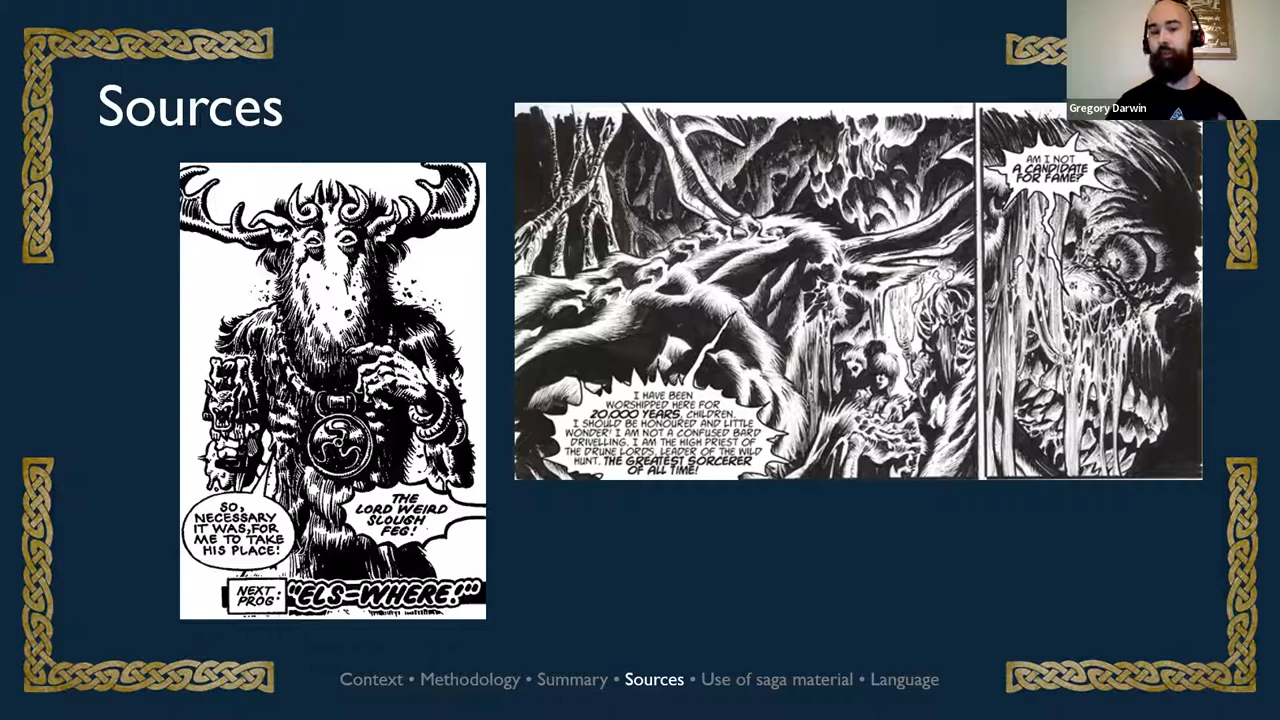 Gregory Darwin
Sources
AM I NOT
A CANDIDATE
FOR FAME?
I HAVE BEEN
WORSHIPPED HERE FOR
20,000 YEARS, CHILDREN.
I SHOULD BE HONOURED AND LITTLE
WONDER! I AM NOT A CONFUSED BARD
DRIVELLING. I AM THE HIGH PRIEST OF
THE DRUNE LORDS, LEADER OF THE WILD
HUNT. THE GREATEST SORCERER
OF ALL TIME!
SO,
NECESSARY
IT WAS, FOR
ME TO TAKE
HIS PLACE!
THE
LORD WEIRD
SLOUGH
FEG!
NEXT
PROG:
"ELS=WHERE!"
Context • Methodology • Summary • Sources • Use of saga material • Language